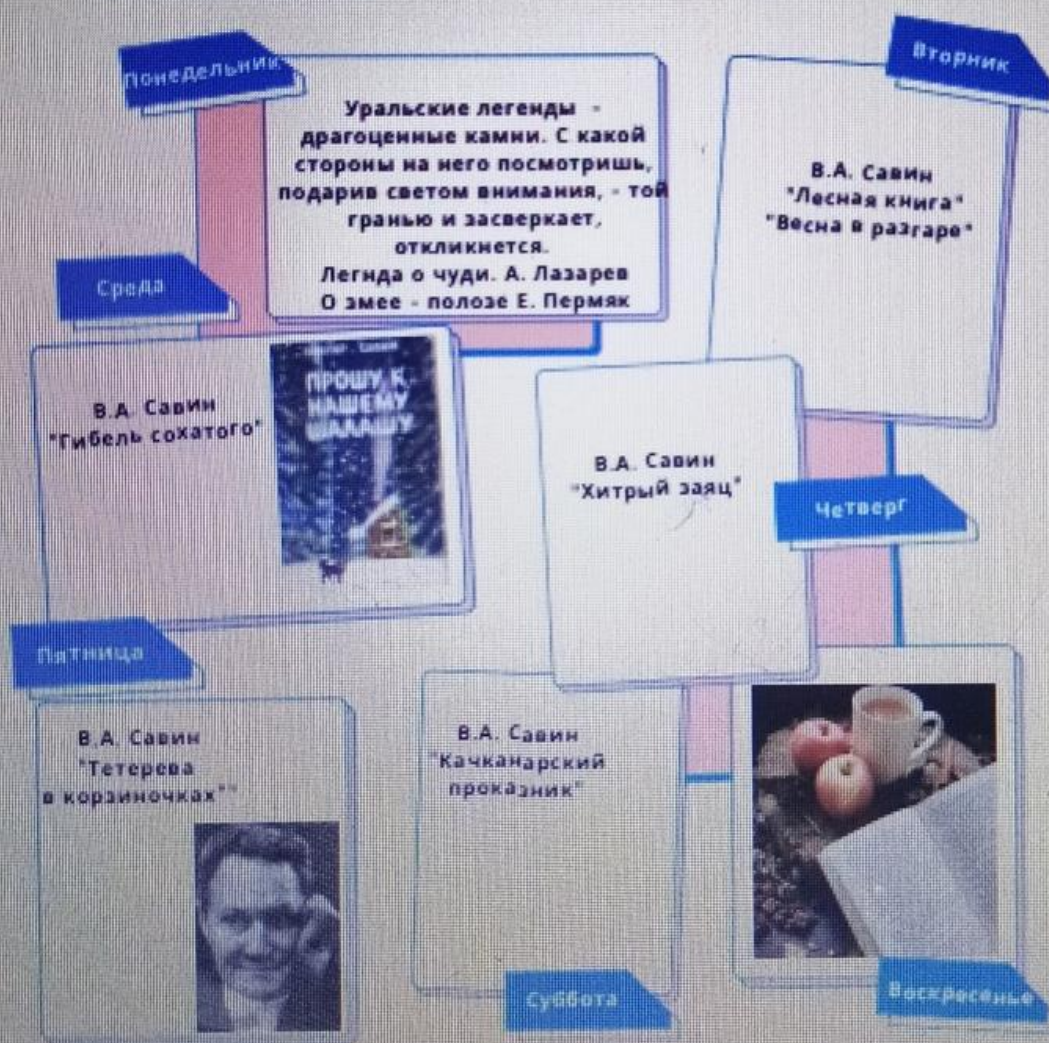 Понедельник
Уральские легенды -
драгоценные камни. С какой
стороны на него посмотришь,
подарив светом внимания, - той
гранью и засверкает,
откликнется.
Легнда о чуди. А. Лазарев
О змее - полозе Е. Пермяк
Вторник
В.А. Савин
"Лесная книга"
"Весна в разгаре"
Среда
В.А. Савин
"Гибель сохатого"
ПРОШУ К
НАШЕМУ
ШАЛАШУ
Четверг
В.А. Савин
"Хитрый заяц"
Пятница
В.А. Савин
"Тетерева
в корзиночках""
Суббота
В.А. Савин
"Качканарский
проказник"
Воскресенье